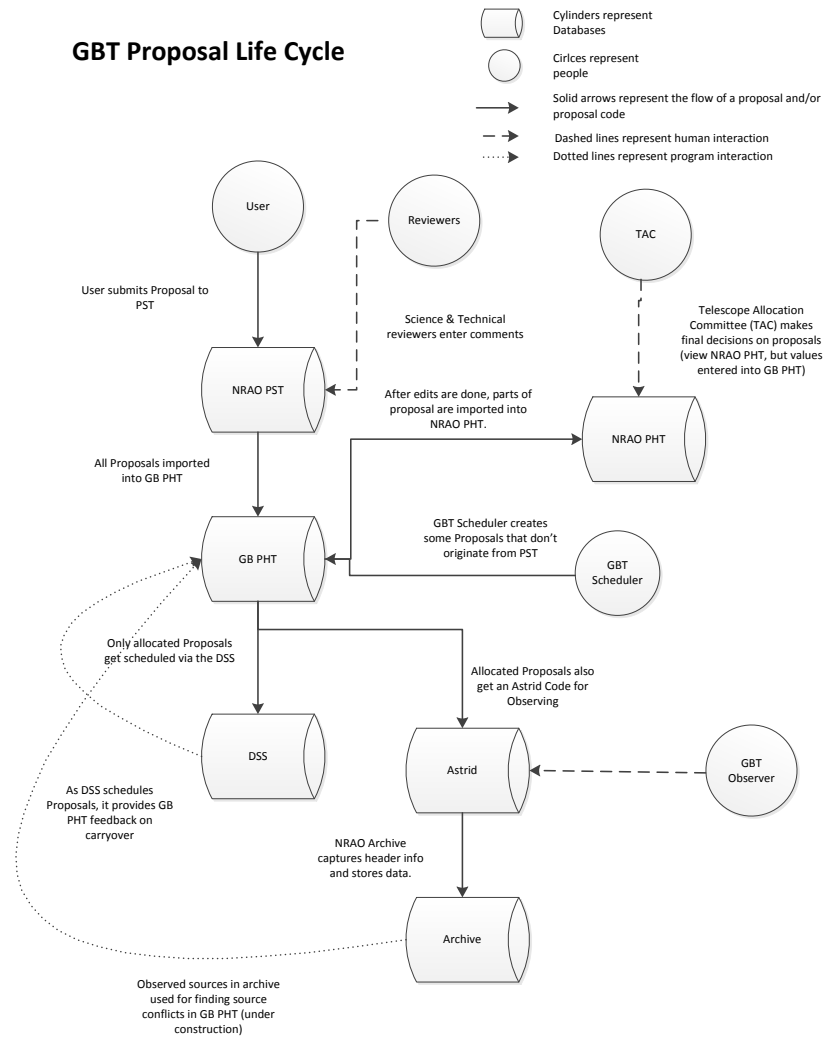 GBT Proposal Life Cycle
Cylinders represent
Databases
Cirlces represent
people
Solid arrows represent the flow of a proposal and/or
proposal code
Dashed lines represent human interaction
Dotted lines represent program interaction
User
Reviewers
TAC
User submits Proposal to
PST
Science & Technical
reviewers enter comments
Telescope Allocation
Committee (TAC) makes
final decisions on proposals
(view NRAO PHT, but values
entered into GB PHT)
NRAO PST
After edits are done, parts of
proposal are imported into
NRAO PHT.
NRAO PHT
All Proposals imported
into GB PHT
GBT Scheduler creates
some Proposals that don’t
originate from PST
GB PHT
GBT
Scheduler
Only allocated Proposals
get scheduled via the DSS
Allocated Proposals also
get an Astrid Code for
Observing
DSS
Astrid
GBT
Observer
As DSS schedules
Proposals, it provides GB
PHT feedback on
carryover
NRAO Archive
captures header info
and stores data.
Archive
Observed sources in archive
used for finding source
conflicts in GB PHT (under
construction)